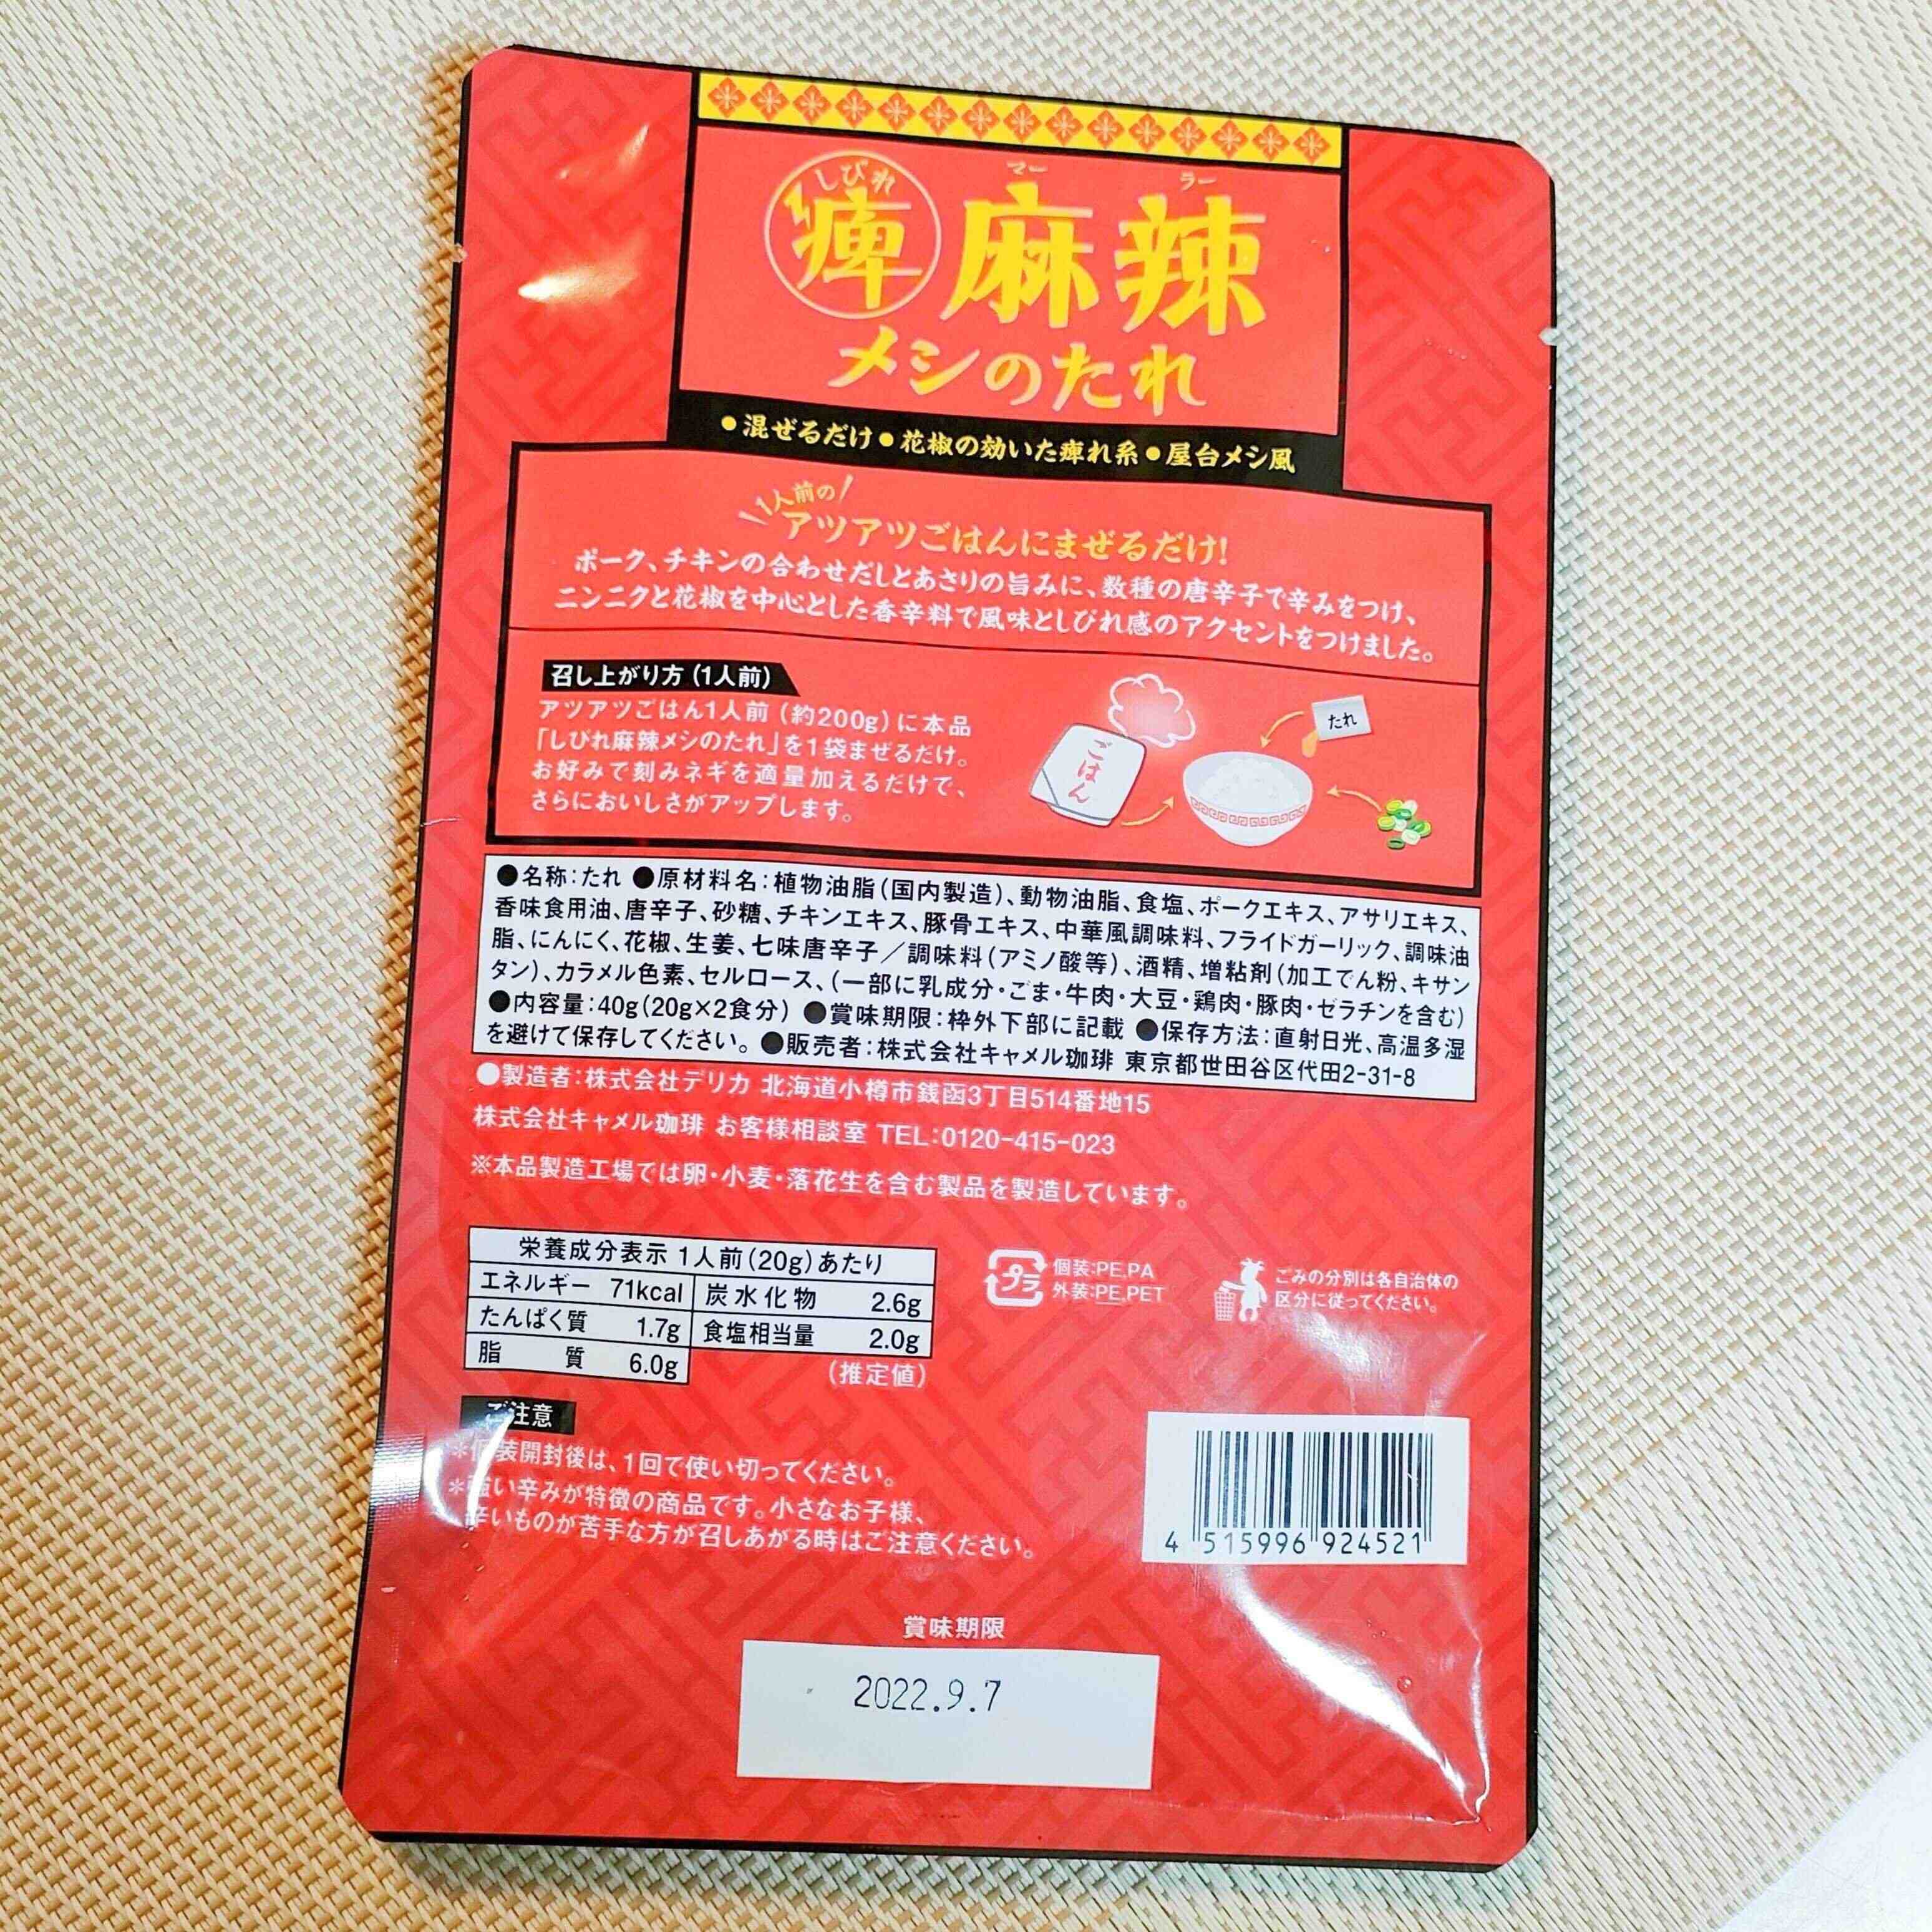 しびれ マー ラー
痺麻辣
メシのたれ
●混ぜるだけ●花椒の効いた痺れ系●屋台メシ風
1人前の
アツアツごはんにまぜるだけ!
ポーク、チキンの合わせだしとあさりの旨みに、数種の唐辛子で辛みをつけ、
ニンニクと花椒を中心とした香辛料で風味としびれ感のアクセントをつけました。
召し上がり方(1人前)
アツアツごはん1人前(約200g)に本品
「しびれ麻辣メシのたれ」を1袋まぜるだけ。
お好みで刻みネギを適量加えるだけで、
さらにおいしさがアップします。
ごはん
たれ
●名称:たれ ●原材料名:植物油脂(国内製造)、動物油脂、食塩、ポークエキス、アサリエキス、
香味食用油、唐辛子、砂糖、チキンエキス、豚骨エキス、中華風調味料、フライドガーリック、調味油
脂、にんにく、花椒、生姜、七味唐辛子/調味料(アミノ酸等)、酒精、増粘剤(加工でん粉、キサン
タン)、カラメル色素、セルロース、(一部に乳成分・ごま・牛肉・大豆・鶏肉・豚肉・ゼラチンを含む)
●内容量:40g(20g×2食分) ●賞味期限:枠外下部に記載 ●保存方法:直射日光、高温多湿
を避けて保存してください。●販売者:株式会社キャメル珈琲 東京都世田谷区代田2-31-8
●製造者:株式会社デリカ 北海道小樽市銭函3丁目514番地15
株式会社キャメル珈琲 お客様相談室 TEL:0120-415-023
※本品製造工場では卵・小麦・落花生を含む製品を製造しています。
栄養成分表示 1人前(20g)あたり
エネルギー 71kcal 炭水化物 2.6g
たんぱく質 1.7g 食塩相当量 2.0g
脂質 6.0g (推定値)
プラ
個装:PE,PA
外装:PE,PET
ごみの分別は各自治体の
区分に従ってください。
ご注意
*個装開封後は、1回で使い切ってください。
*強い辛みが特徴の商品です。小さなお子様、
辛いものが苦手な方が召しあがる時はご注意ください。
4 515996 924521
賞味期限
2022.9.7